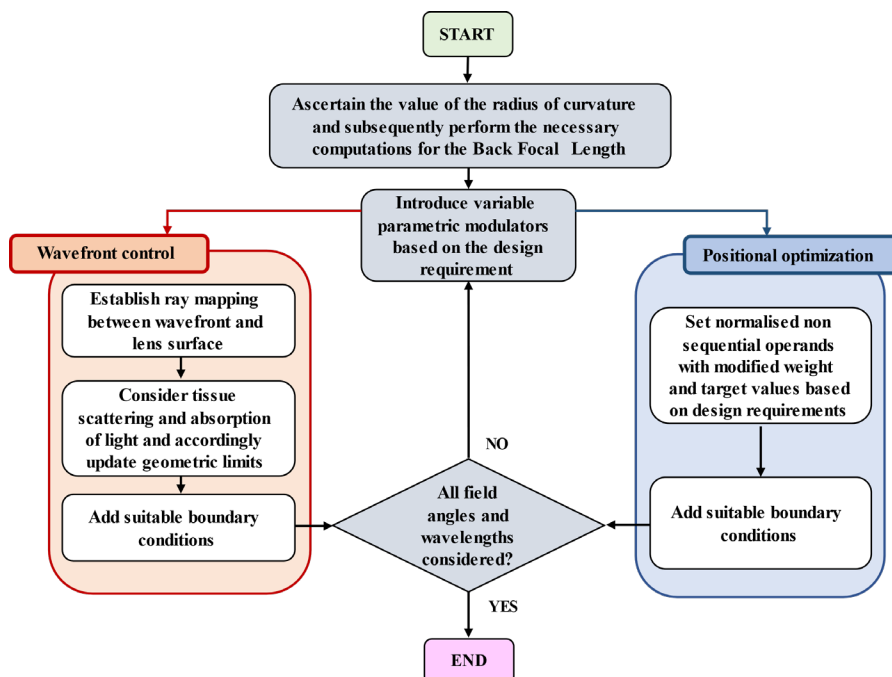 START
Ascertain the value of the radius of curvature
and subsequently perform the necessary
computations for the Back Focal Length
Introduce variable
parametric modulators
based on the design
requirement
Wavefront control
Establish ray mapping
between wavefront and
lens surface
Consider tissue
scattering and absorption
of light and accordingly
update geometric limits
Add suitable boundary
conditions
Positional optimization
Set normalised non
sequential operands
with modified weight
and target values based
on design requirements
Add suitable boundary
conditions
NO
All field
angles and
wavelengths
considered?
YES
END